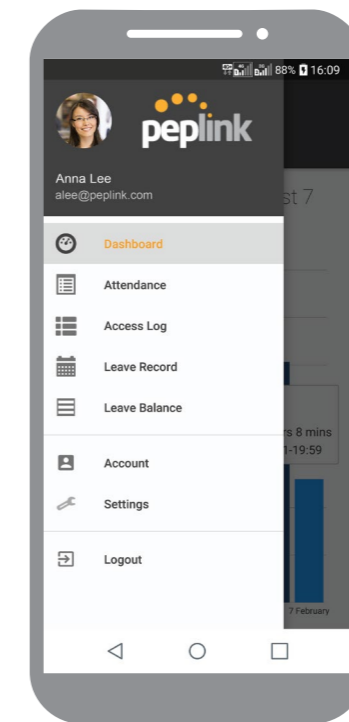 88% 16:09
peplink
Anna Lee
alee@peplink.com
st 7
Dashboard
Attendance
Access Log
Leave Record
Leave Balance
rs 8 mins
1-19:59
Account
Settings
Logout
7 February